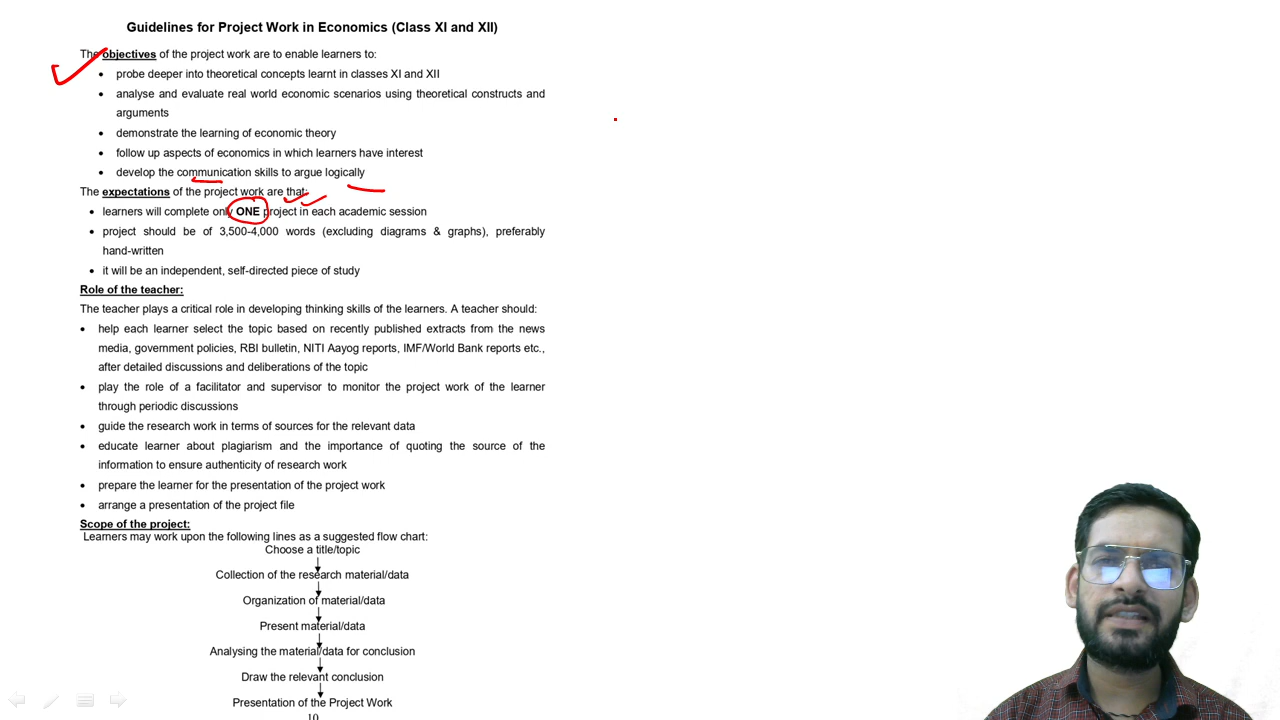 Guidelines for Project Work in Economics (Class XI and XII)
The objectives of the project work are to enable learners to:
• probe deeper into theoretical concepts learnt in classes XI and XII
• analyse and evaluate real world economic scenarios using theoretical constructs and
arguments
• demonstrate the learning of economic theory
• follow up aspects of economics in which learners have interest
• develop the communication skills to argue logically
The expectations of the project work are that:
• learners will complete only ONE project in each academic session
• project should be of 3,500-4,000 words (excluding diagrams & graphs), preferably
hand-written
• it will be an independent, self-directed piece of study
Role of the teacher:
The teacher plays a critical role in developing thinking skills of the learners. A teacher should:
• help each learner select the topic based on recently published extracts from the news
media, government policies, RBI bulletin, NITI Aayog reports, IMF/World Bank reports etc.,
after detailed discussions and deliberations of the topic
• play the role of a facilitator and supervisor to monitor the project work of the learner
through periodic discussions
• guide the research work in terms of sources for the relevant data
• educate learner about plagiarism and the importance of quoting the source of the
information to ensure authenticity of research work
• prepare the learner for the presentation of the project work
• arrange a presentation of the project file
Scope of the project:
Learners may work upon the following lines as a suggested flow chart:
Choose a title/topic
Collection of the research material/data
Organization of material/data
Present material/data
Analysing the material/data for conclusion
Draw the relevant conclusion
Presentation of the Project Work
10